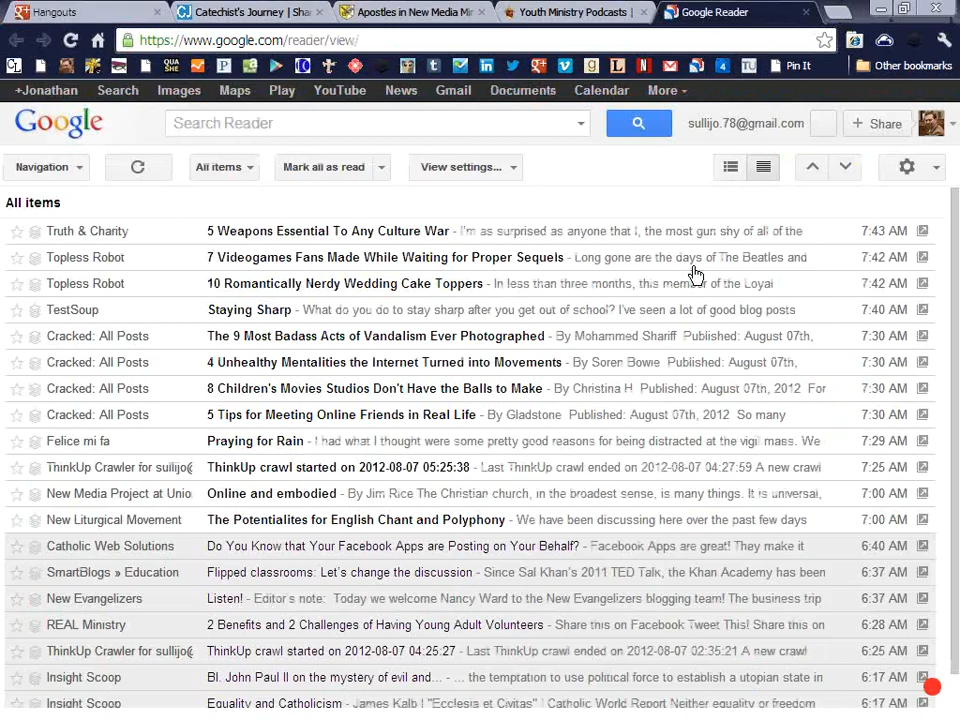 Hangouts
Catechist's Journey | Sha
Apostles in New Media Mir
Youth Ministry Podcasts |
Google Reader
https://www.google.com/reader/view/
CL
QUA SHE
Pin It
Other bookmarks
+Jonathan Search Images Maps Play YouTube News Gmail Documents Calendar More
Google
Search Reader
sullijo.78@gmail.com
+ Share
Navigation
All items
Mark all as read
View settings...
All items
Truth & Charity 5 Weapons Essential To Any Culture War - I'm as surprised as anyone that I, the most gun shy of all of the 7:43 AM
Topless Robot 7 Videogames Fans Made While Waiting for Proper Sequels - Long gone are the days of The Beatles and 7:42 AM
Topless Robot 10 Romantically Nerdy Wedding Cake Toppers - In less than three months, this member of the Loyal 7:42 AM
TestSoup Staying Sharp - What do you do to stay sharp after you get out of school? I've seen a lot of good blog posts 7:40 AM
Cracked: All Posts The 9 Most Badass Acts of Vandalism Ever Photographed - By Mohammed Shariff Published: August 07th, 7:30 AM
Cracked: All Posts 4 Unhealthy Mentalities the Internet Turned into Movements - By Soren Bowie Published: August 07th, 7:30 AM
Cracked: All Posts 8 Children's Movies Studios Don't Have the Balls to Make - By Christina H Published: August 07th, 2012 For 7:30 AM
Cracked: All Posts 5 Tips for Meeting Online Friends in Real Life - By Gladstone Published: August 07th, 2012 So many 7:30 AM
Felice mi fa Praying for Rain - I had what I thought were some pretty good reasons for being distracted at the vigil mass. We 7:29 AM
ThinkUp Crawler for sullijo@ ThinkUp crawl started on 2012-08-07 05:25:38 - Last ThinkUp crawl ended on 2012-08-07 04:27:59 A new crawl 7:25 AM
New Media Project at Unio Online and embodied - By Jim Rice The Christian church, in the broadest sense, is many things. It is universal, 7:00 AM
New Liturgical Movement The Potentialites for English Chant and Polyphony - We have been discussing here over the past few days 7:00 AM
Catholic Web Solutions Do You Know that Your Facebook Apps are Posting on Your Behalf? - Facebook Apps are great! They make it 6:40 AM
SmartBlogs » Education Flipped classrooms: Let's change the discussion - Since Sal Khan's 2011 TED Talk, the Khan Academy has been 6:37 AM
New Evangelizers Listen! - Editor's note: Today we welcome Nancy Ward to the New Evangelizers blogging team! The business trip 6:37 AM
REAL Ministry 2 Benefits and 2 Challenges of Having Young Adult Volunteers - Share this on Facebook Tweet This! Share this on 6:28 AM
ThinkUp Crawler for sullijo@ ThinkUp crawl started on 2012-08-07 04:25:27 - Last ThinkUp crawl ended on 2012-08-07 02:35:21 A new crawl 6:25 AM
Insight Scoop Bl. John Paul II on the mystery of evil and... - ... the temptation to use political force to establish a utopian state in 6:17 AM
Insight Scoop Equality and Catholicism - James Kalb | "Ecclesia et Civitas" | Catholic World Report Neither equality or freedom 6:17 AM